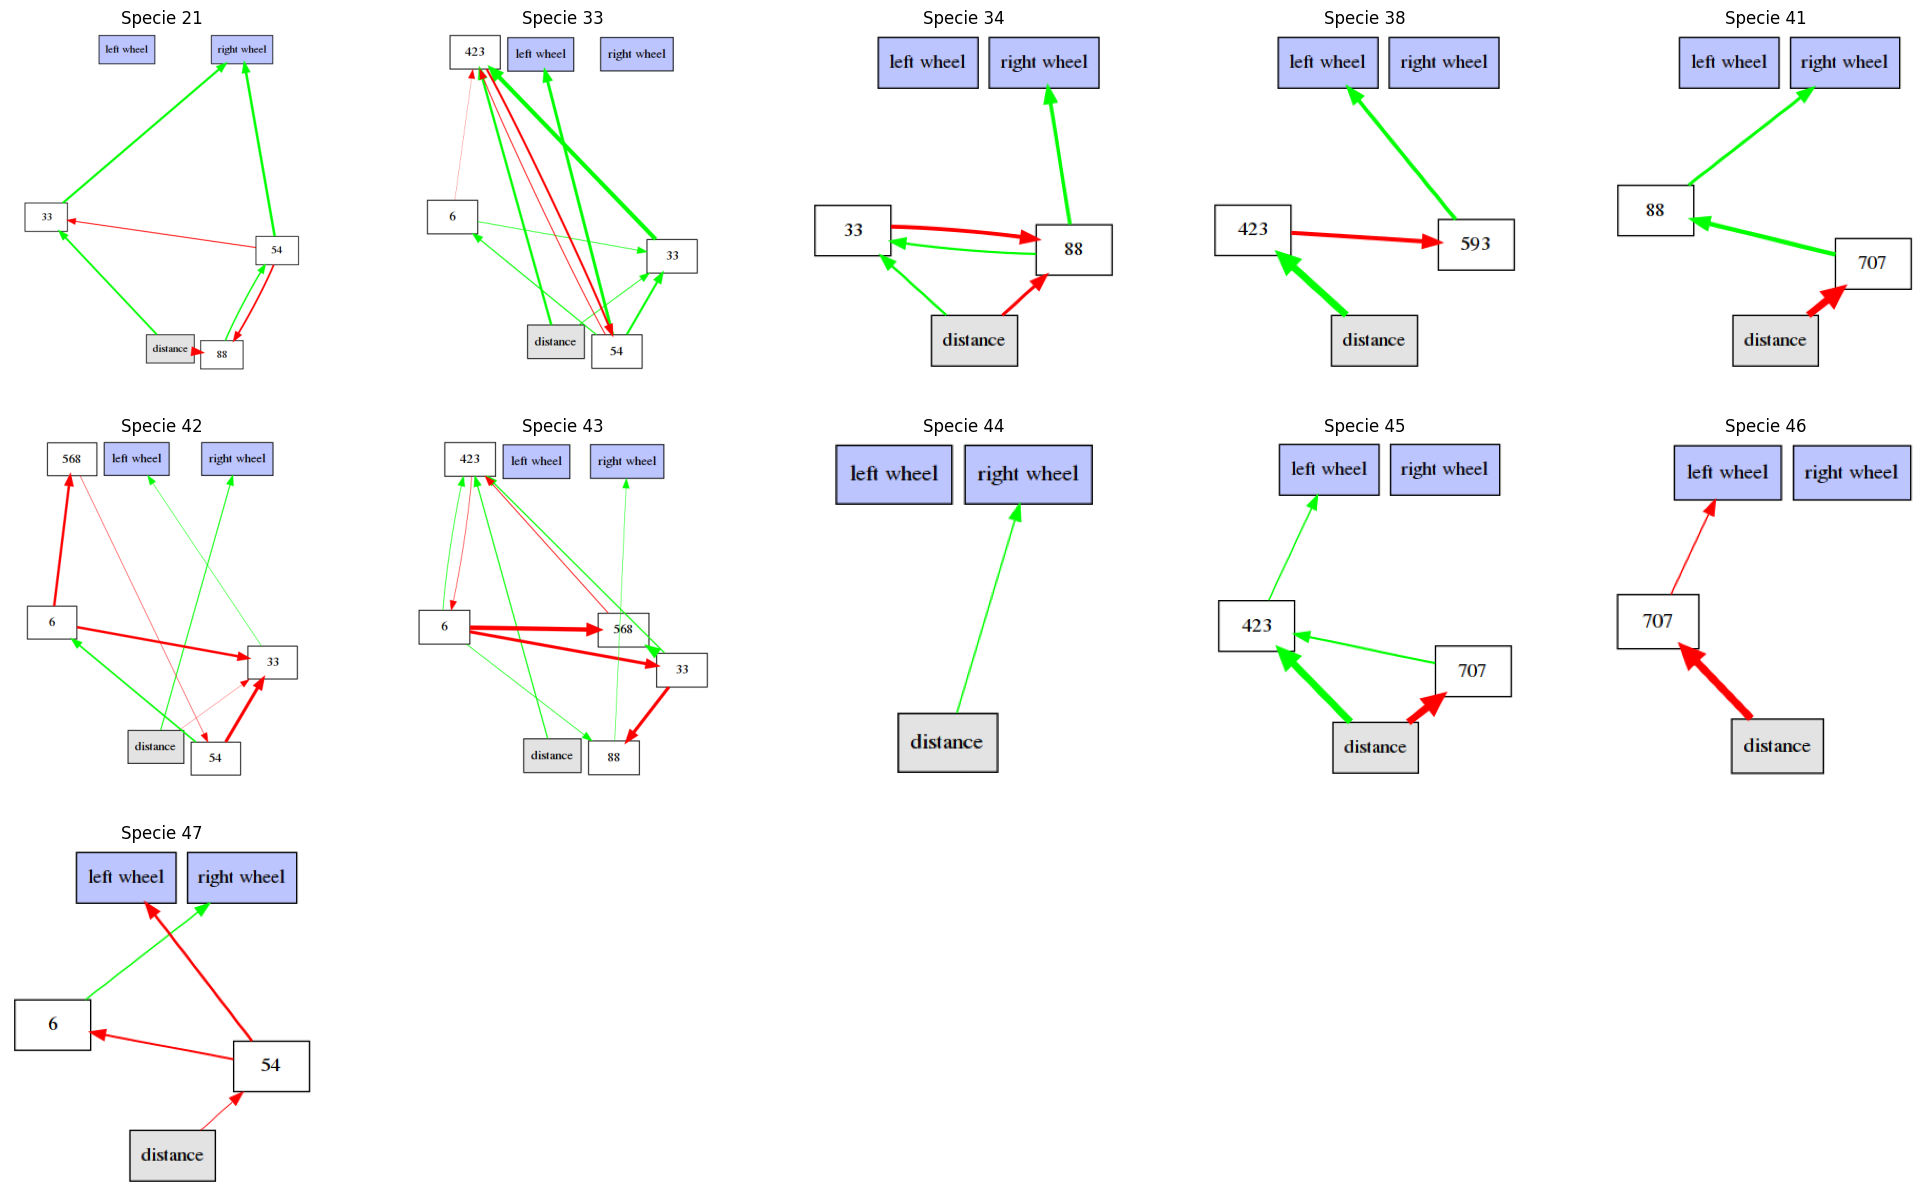 Specie 21
left wheel
right wheel
33
54
distance
88
Specie 33
423
left wheel
right wheel
6
33
distance
54
Specie 34
left wheel
right wheel
33
88
distance
Specie 38
left wheel
right wheel
423
593
distance
Specie 41
left wheel
right wheel
88
707
distance
Specie 42
568
left wheel
right wheel
6
33
distance
54
Specie 43
423
left wheel
right wheel
6
568
33
distance
88
Specie 44
left wheel
right wheel
distance
Specie 45
left wheel
right wheel
423
707
distance
Specie 46
left wheel
right wheel
707
distance
Specie 47
left wheel
right wheel
6
54
distance